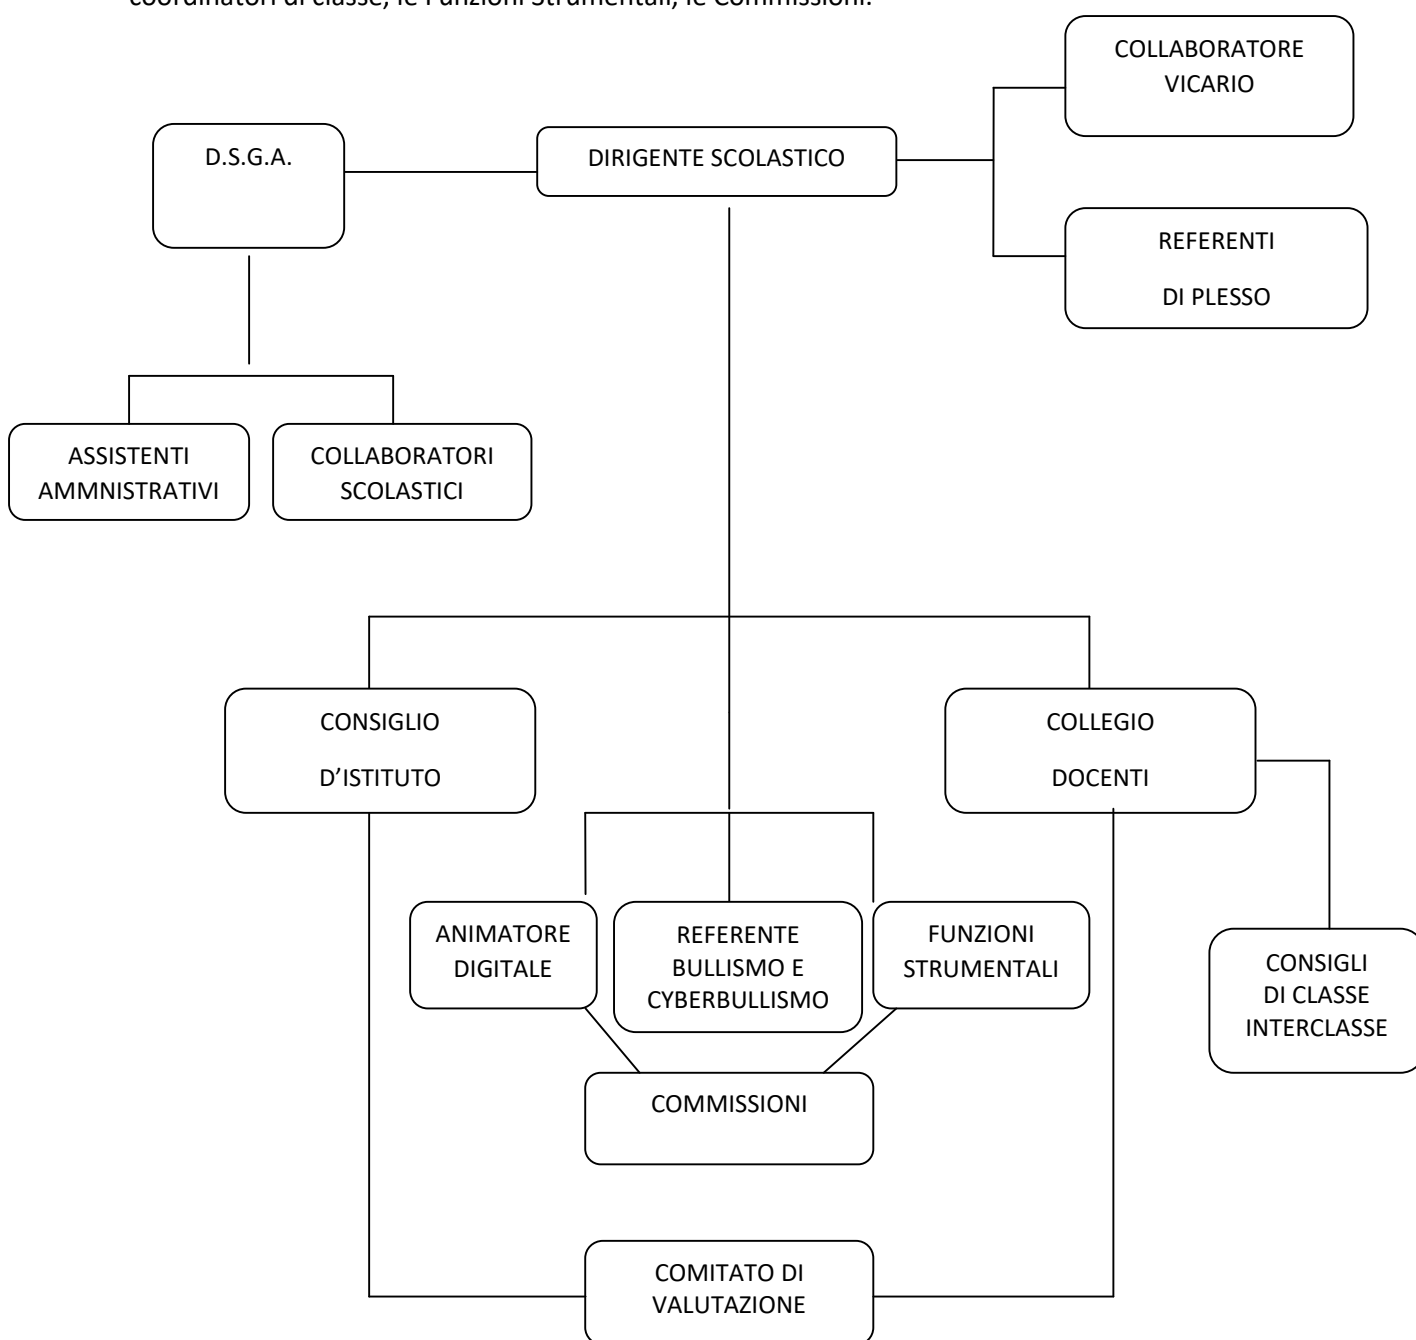 coordinatori di classe, le Funzioni Strumentali, le Commissioni.
COLLABORATORE
VICARIO
D.S.G.A.
DIRIGENTE SCOLASTICO
REFERENTI
DI PLESSO
ASSISTENTI
AMMNISTRATIVI
COLLABORATORI
SCOLASTICI
CONSIGLIO
D’ISTITUTO
COLLEGIO
DOCENTI
ANIMATORE
DIGITALE
REFERENTE
BULLISMO E
CYBERBULLISMO
FUNZIONI
STRUMENTALI
CONSIGLI
DI CLASSE
INTERCLASSE
COMMISSIONI
COMITATO DI
VALUTAZIONE